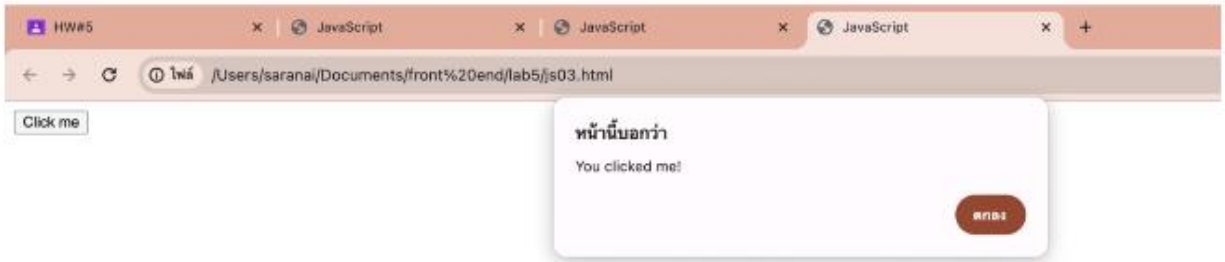 HW#5
JavaScript
JavaScript
JavaScript
ไฟล์ /Users/saranai/Documents/front%20end/lab5/js03.html
Click me
หน้านี้บอกว่า
You clicked me!
ตกลง